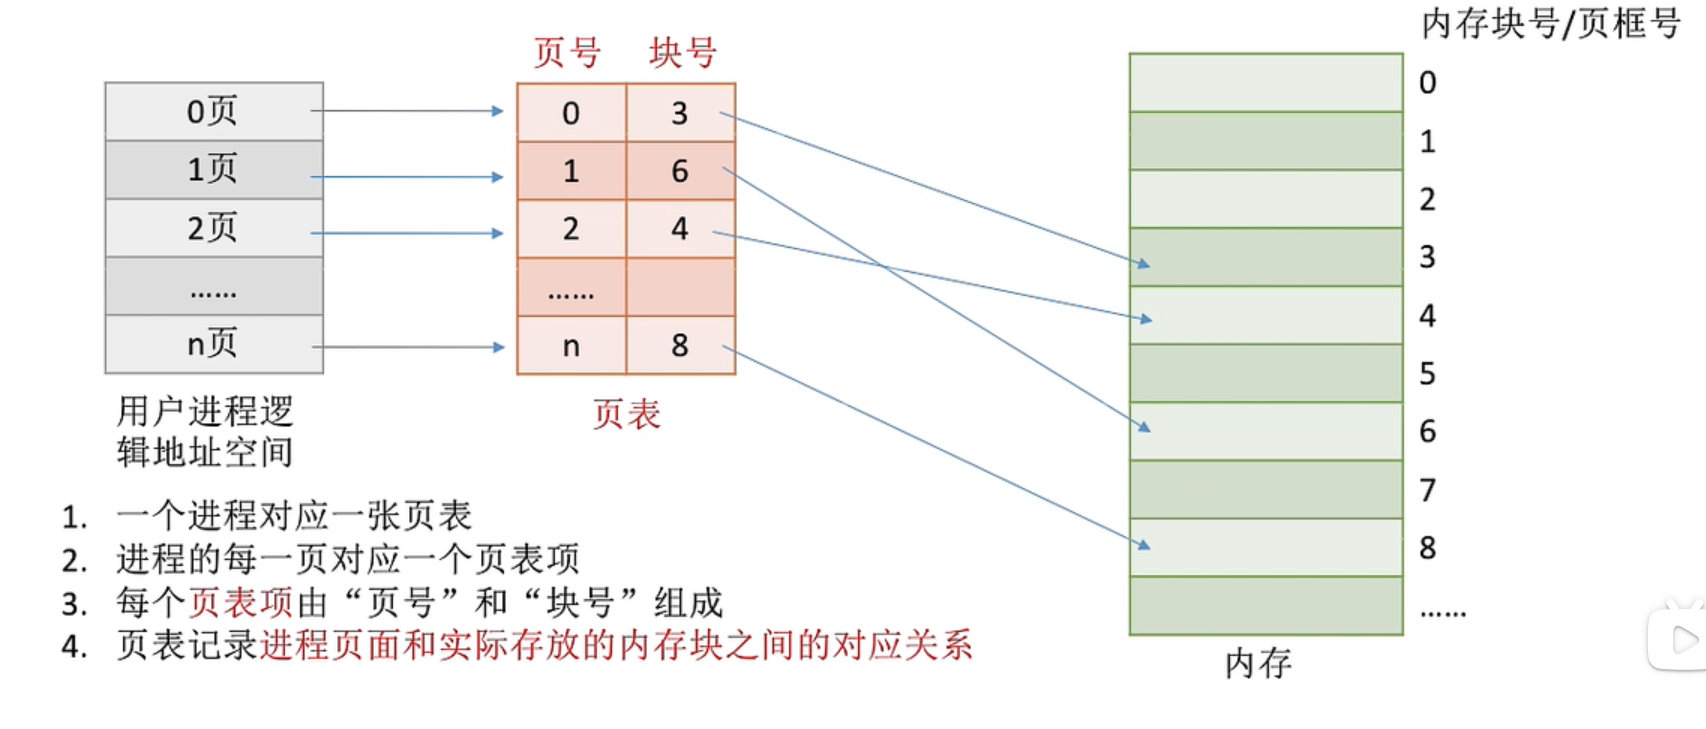 内存块号/页框号
页号 块号
0页
1页
2页
……
n页
用户进程逻
辑地址空间
0 3
1 6
2 4
……
n 8
页表
0
1
2
3
4
5
6
7
8
……
内存
1. 一个进程对应一张页表
2. 进程的每一页对应一个页表项
3. 每个页表项由“页号”和“块号”组成
4. 页表记录进程页面和实际存放的内存块之间的对应关系